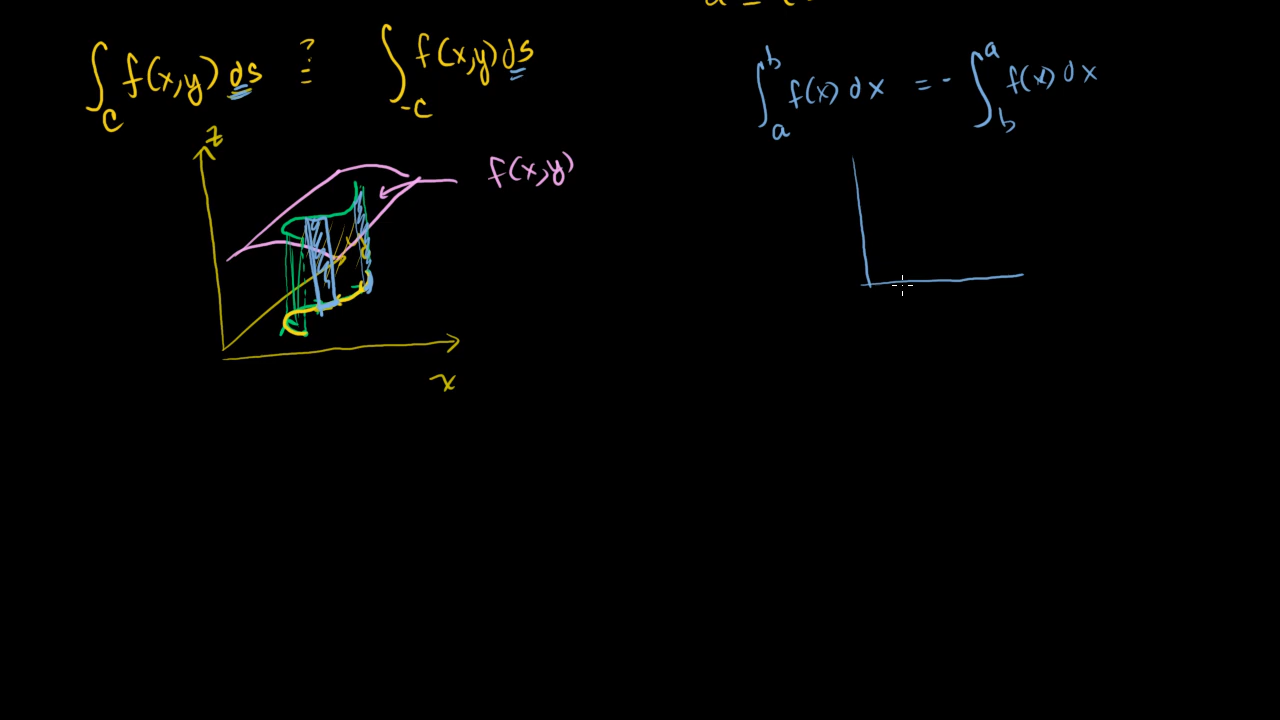 ∫_C f(x,y) ds ≟ ∫_{-C} f(x,y) ds
∫_a^b f(x) dx = - ∫_b^a f(x) dx
z
f(x,y)
y
x